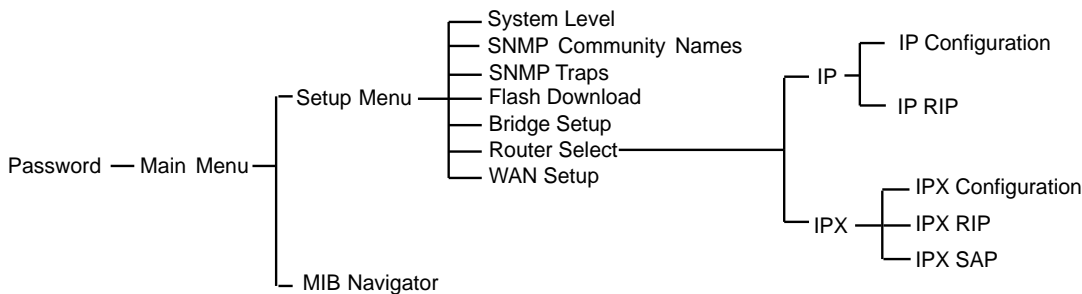 Password
Main Menu
Setup Menu
MIB Navigator
System Level
SNMP Community Names
SNMP Traps
Flash Download
Bridge Setup
Router Select
WAN Setup
IP
IP Configuration
IP RIP
IPX
IPX Configuration
IPX RIP
IPX SAP